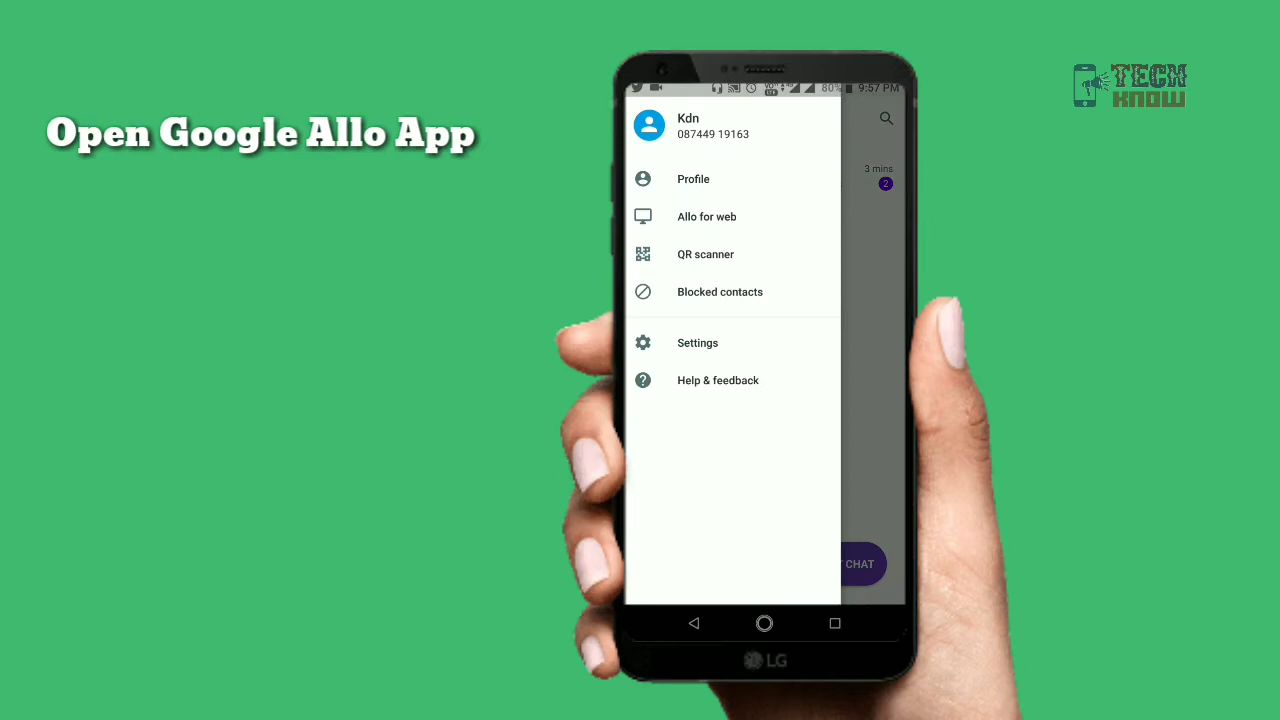 Open Google Allo App
TECH
KNOW
80%
9:57 PM
Kdn
087449 19163
3 mins
2
Profile
Allo for web
QR scanner
Blocked contacts
Settings
Help & feedback
CHAT
LG